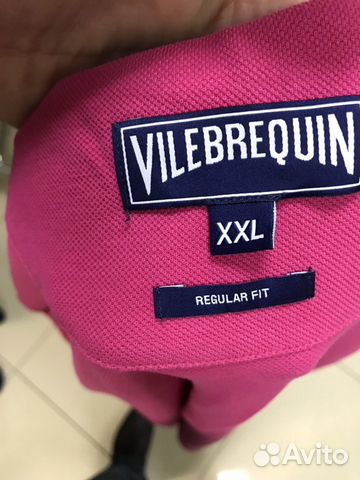 VILEBREQUIN
XXL
REGULAR FIT
Avito